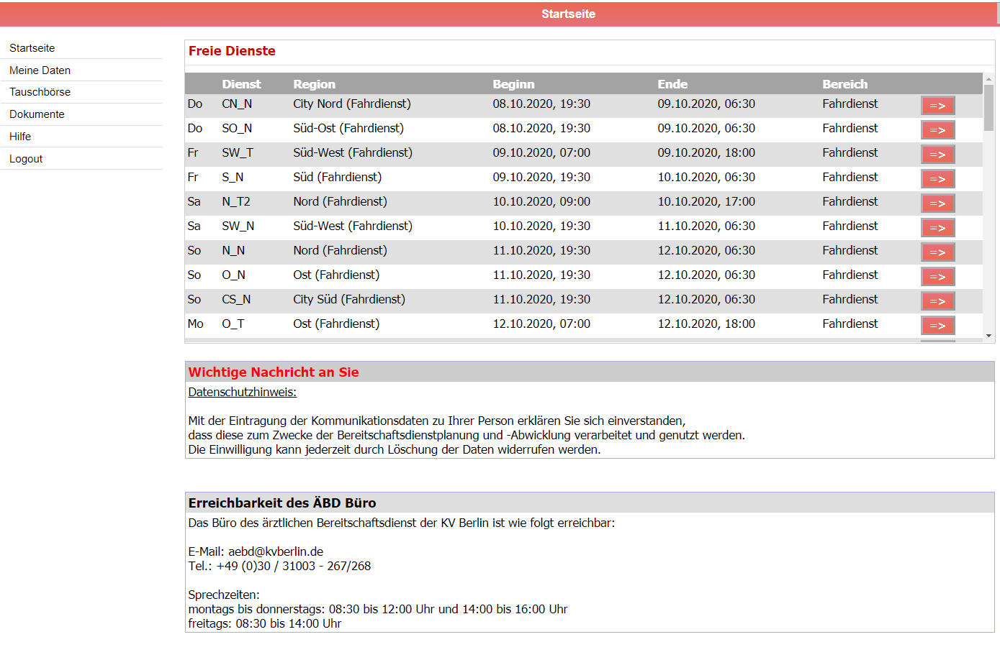 Startseite
Startseite
Meine Daten
Tauschbörse
Dokumente
Hilfe
Logout
Freie Dienste
Dienst Region Beginn Ende Bereich
Do CN_N City Nord (Fahrdienst) 08.10.2020, 19:30 09.10.2020, 06:30 Fahrdienst =>
Do SO_N Süd-Ost (Fahrdienst) 08.10.2020, 19:30 09.10.2020, 06:30 Fahrdienst =>
Fr SW_T Süd-West (Fahrdienst) 09.10.2020, 07:00 09.10.2020, 18:00 Fahrdienst =>
Fr S_N Süd (Fahrdienst) 09.10.2020, 19:30 10.10.2020, 06:30 Fahrdienst =>
Sa N_T2 Nord (Fahrdienst) 10.10.2020, 09:00 10.10.2020, 17:00 Fahrdienst =>
Sa SW_N Süd-West (Fahrdienst) 10.10.2020, 19:30 11.10.2020, 06:30 Fahrdienst =>
So N_N Nord (Fahrdienst) 11.10.2020, 19:30 12.10.2020, 06:30 Fahrdienst =>
So O_N Ost (Fahrdienst) 11.10.2020, 19:30 12.10.2020, 06:30 Fahrdienst =>
So CS_N City Süd (Fahrdienst) 11.10.2020, 19:30 12.10.2020, 06:30 Fahrdienst =>
Mo O_T Ost (Fahrdienst) 12.10.2020, 07:00 12.10.2020, 18:00 Fahrdienst =>
Wichtige Nachricht an Sie
Datenschutzhinweis:
Mit der Eintragung der Kommunikationsdaten zu Ihrer Person erklären Sie sich einverstanden,
dass diese zum Zwecke der Bereitschaftsdienstplanung und -Abwicklung verarbeitet und genutzt werden.
Die Einwilligung kann jederzeit durch Löschung der Daten widerrufen werden.
Erreichbarkeit des ÄBD Büro
Das Büro des ärztlichen Bereitschaftsdienst der KV Berlin ist wie folgt erreichbar:
E-Mail: aebd@kvberlin.de
Tel.: +49 (0)30 / 31003 - 267/268
Sprechzeiten:
montags bis donnerstags: 08:30 bis 12:00 Uhr und 14:00 bis 16:00 Uhr
freitags: 08:30 bis 14:00 Uhr